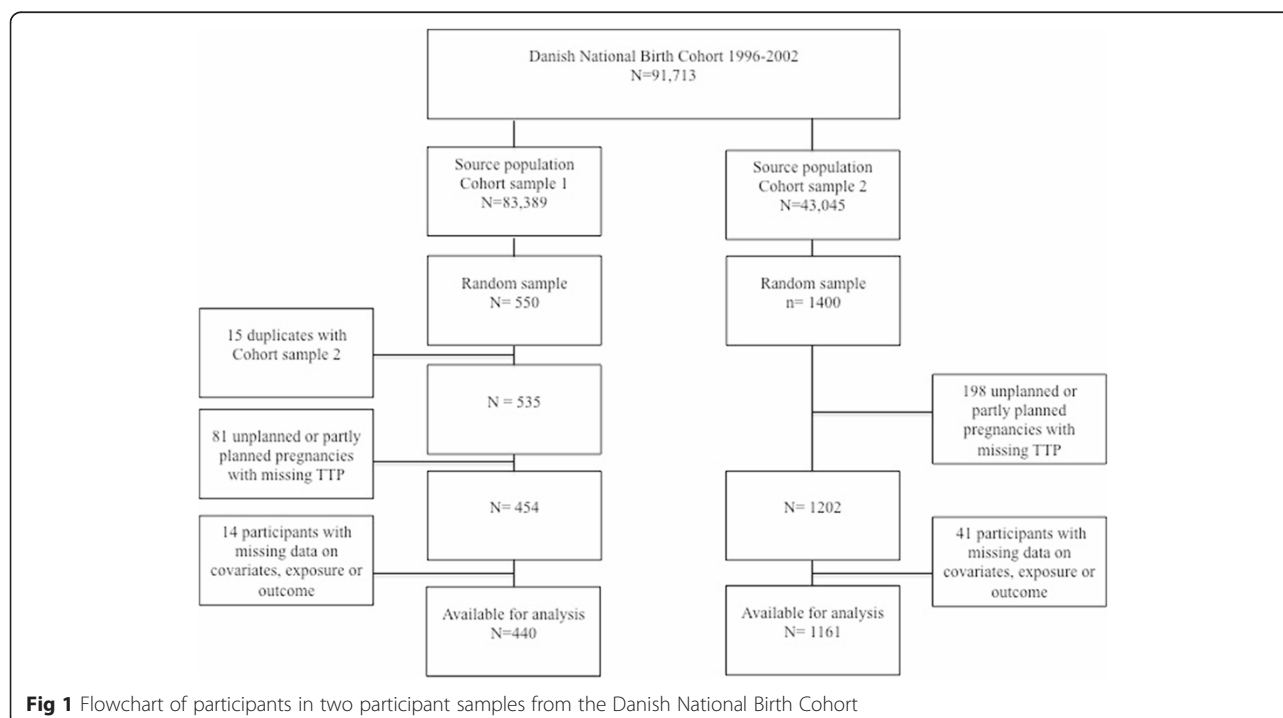 Danish National Birth Cohort 1996-2002
N=91,713
Source population
Cohort sample 1
N=83,389
Source population
Cohort sample 2
N=43,045
Random sample
N= 550
Random sample
n= 1400
15 duplicates with
Cohort sample 2
N = 535
198 unplanned or
partly planned
pregnancies with
missing TTP
81 unplanned or partly
planned pregnancies
with missing TTP
N= 454
N= 1202
14 participants with
missing data on
covariates, exposure or
outcome
41 participants with
missing data on
covariates, exposure or
outcome
Available for analysis
N=440
Available for analysis
N= 1161
Fig 1 Flowchart of participants in two participant samples from the Danish National Birth Cohort